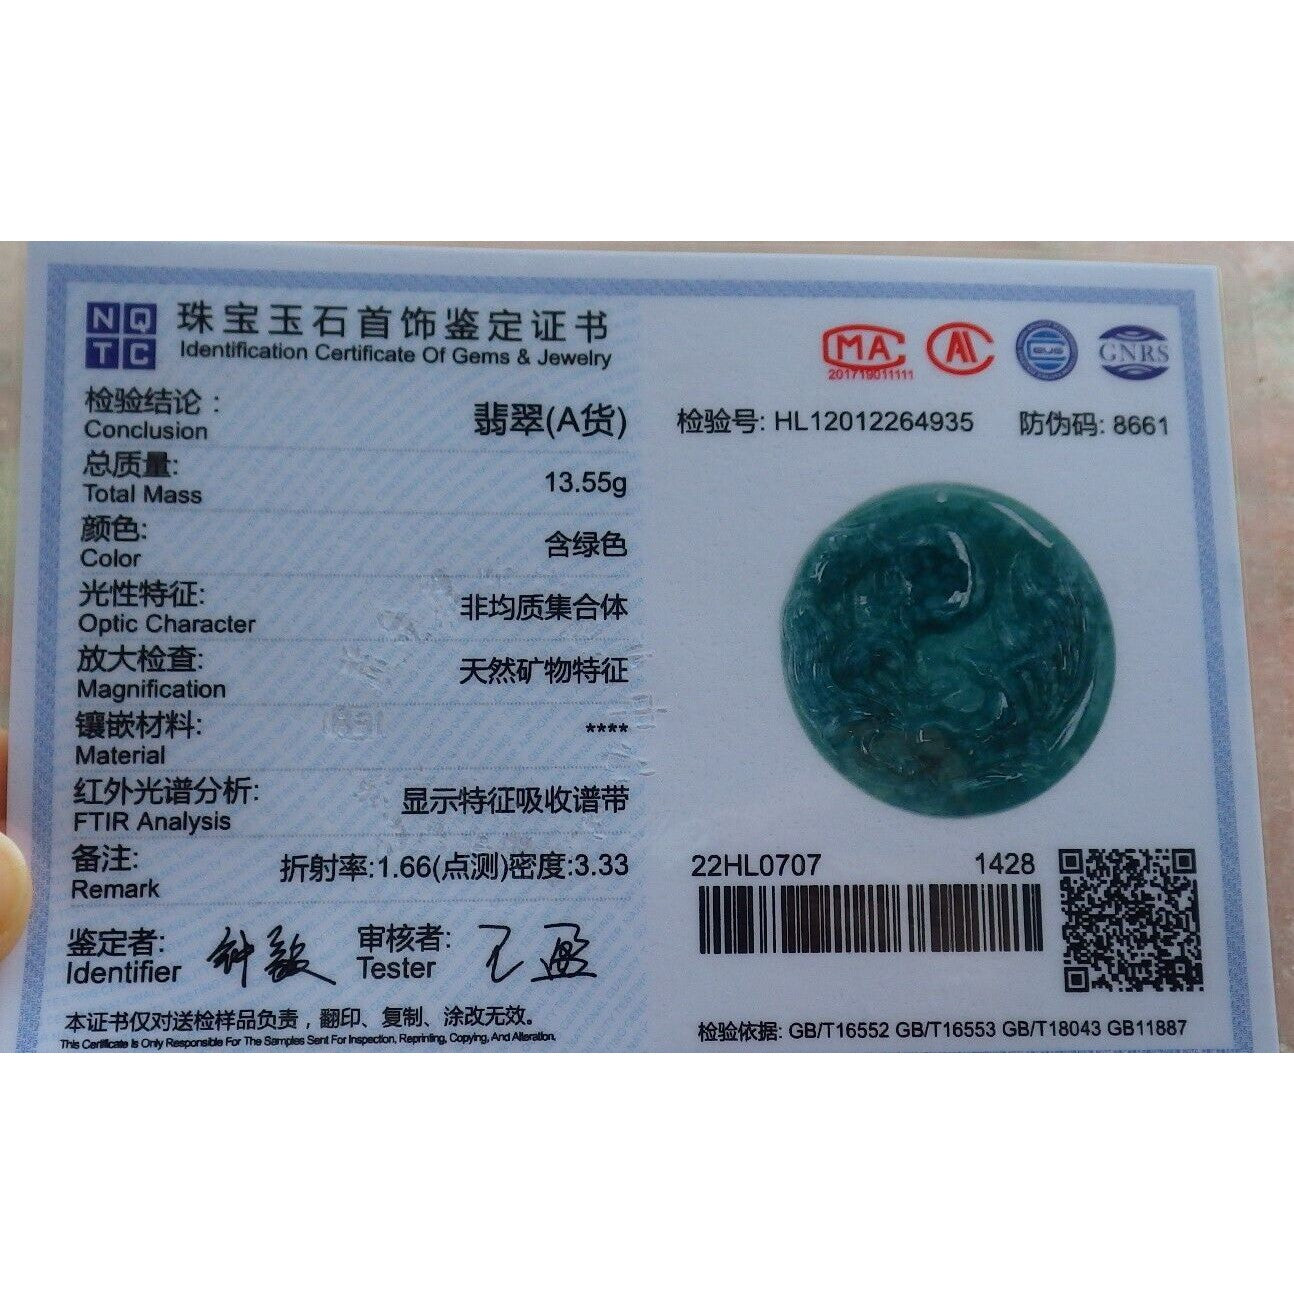 NQ 珠宝玉石首饰鉴定证书
TC Identification Certificate Of Gems & Jewelry
MA
201719011111
GNRS
检验结论: 翡翠(A货)
Conclusion
检验号: HL12012264935 防伪码: 8661
总质量: 13.55g
Total Mass
颜色: 含绿色
Color
光性特征: 非均质集合体
Optic Character
放大检查: 天然矿物特征
Magnification
镶嵌材料: ****
Material
红外光谱分析: 显示特征吸收谱带
FTIR Analysis
备注: 折射率:1.66(点测)密度:3.33
Remark
22HL0707 1428
鉴定者: 审核者:
Identifier Tester
本证书仅对送检样品负责，翻印、复制、涂改无效。
This Certificate Is Only Responsible For The Samples Sent For Inspection, Reprinting, Copying, And Alteration.
检验依据: GB/T16552 GB/T16553 GB/T18043 GB11887